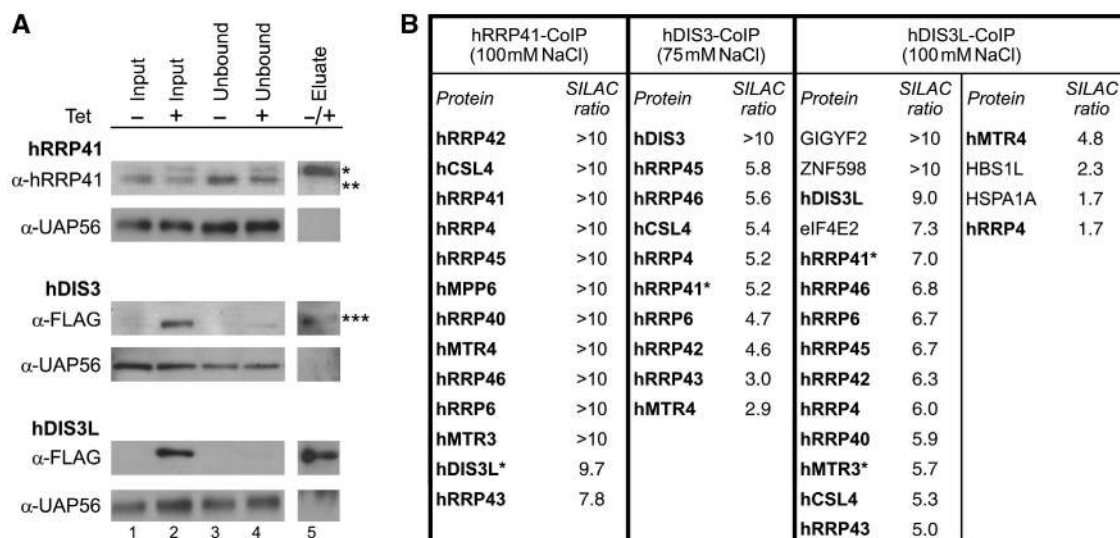 A
Input
Input
Unbound
Unbound
Eluate
Tet – + – + –/+
hRRP41
α-hRRP41
*
**
α-UAP56
hDIS3
α-FLAG
***
α-UAP56
hDIS3L
α-FLAG
α-UAP56
1 2 3 4 5
B
hRRP41-CoIP
(100 mM NaCl)
Protein SILAC
ratio
hRRP42 >10
hCSL4 >10
hRRP41 >10
hRRP4 >10
hRRP45 >10
hMPP6 >10
hRRP40 >10
hMTR4 >10
hRRP46 >10
hRRP6 >10
hMTR3 >10
hDIS3L* 9.7
hRRP43 7.8
hDIS3-CoIP
(75 mM NaCl)
Protein SILAC
ratio
hDIS3 >10
hRRP45 5.8
hRRP46 5.6
hCSL4 5.4
hRRP4 5.2
hRRP41* 5.2
hRRP6 4.7
hRRP42 4.6
hRRP43 3.0
hMTR4 2.9
hDIS3L-CoIP
(100 mM NaCl)
Protein SILAC
ratio
GIGYF2 >10
ZNF598 >10
hDIS3L 9.0
eIF4E2 7.3
hRRP41* 7.0
hRRP46 6.8
hRRP6 6.7
hRRP45 6.7
hRRP42 6.3
hRRP4 6.0
hRRP40 5.9
hMTR3* 5.7
hCSL4 5.3
hRRP43 5.0
Protein SILAC
ratio
hMTR4 4.8
HBS1L 2.3
HSPA1A 1.7
hRRP4 1.7